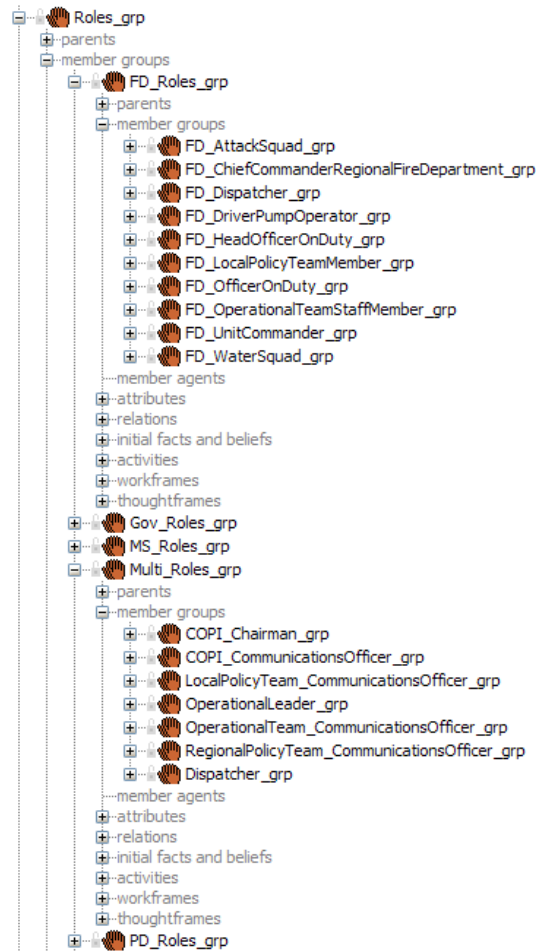 Roles_grp
parents
member groups
FD_Roles_grp
parents
member groups
FD_AttackSquad_grp
FD_ChiefCommanderRegionalFireDepartment_grp
FD_Dispatcher_grp
FD_DriverPumpOperator_grp
FD_HeadOfficerOnDuty_grp
FD_LocalPolicyTeamMember_grp
FD_OfficerOnDuty_grp
FD_OperationalTeamStaffMember_grp
FD_UnitCommander_grp
FD_WaterSquad_grp
member agents
attributes
relations
initial facts and beliefs
activities
workframes
thoughtframes
Gov_Roles_grp
MS_Roles_grp
Multi_Roles_grp
parents
member groups
COPI_Chairman_grp
COPI_CommunicationsOfficer_grp
LocalPolicyTeam_CommunicationsOfficer_grp
OperationalLeader_grp
OperationalTeam_CommunicationsOfficer_grp
RegionalPolicyTeam_CommunicationsOfficer_grp
Dispatcher_grp
member agents
attributes
relations
initial facts and beliefs
activities
workframes
thoughtframes
PD_Roles_grp